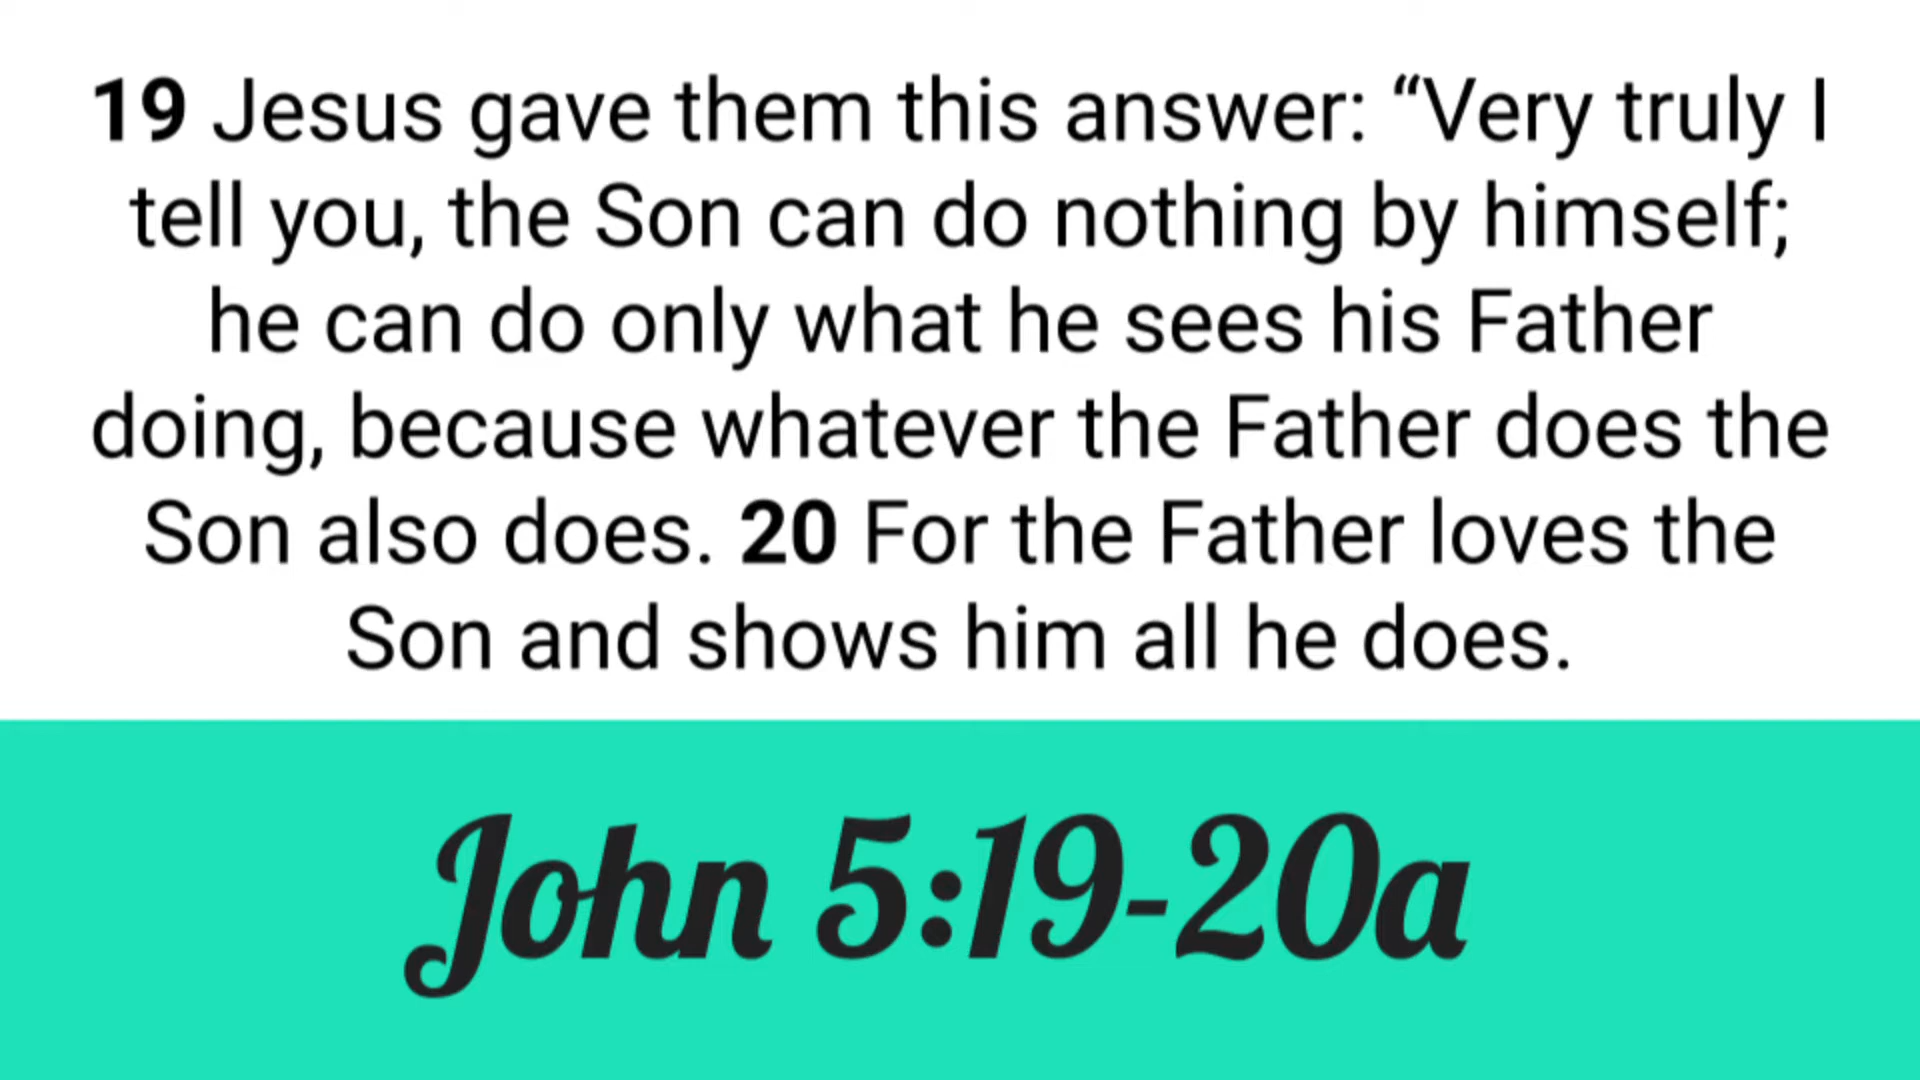 19 Jesus gave them this answer: “Very truly I
tell you, the Son can do nothing by himself;
he can do only what he sees his Father
doing, because whatever the Father does the
Son also does. 20 For the Father loves the
Son and shows him all he does.
John 5:19-20a